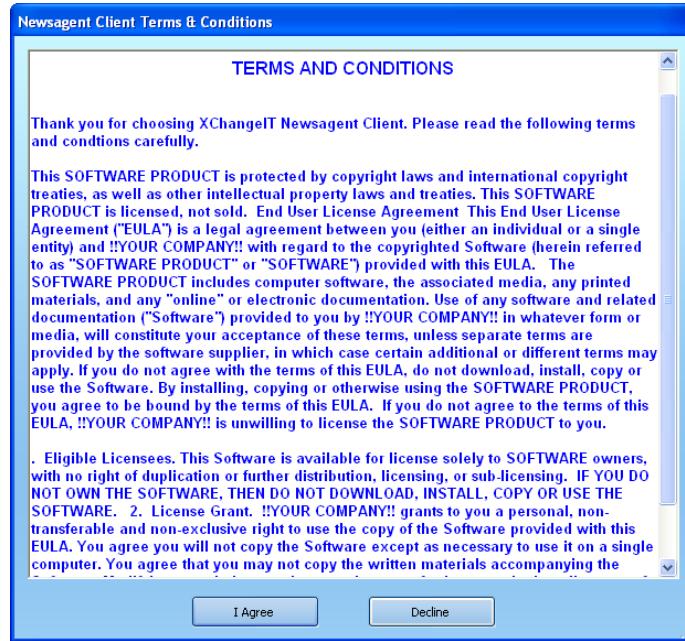 Newsagent Client Terms & Conditions
TERMS AND CONDITIONS
Thank you for choosing XChangeIT Newsagent Client. Please read the following terms
and condtions carefully.
This SOFTWARE PRODUCT is protected by copyright laws and international copyright
treaties, as well as other intellectual property laws and treaties. This SOFTWARE
PRODUCT is licensed, not sold.  End User License Agreement  This End User License
Agreement ("EULA") is a legal agreement between you (either an individual or a single
entity) and !!YOUR COMPANY!! with regard to the copyrighted Software (herein referred
to as "SOFTWARE PRODUCT" or "SOFTWARE") provided with this EULA.   The
SOFTWARE PRODUCT includes computer software, the associated media, any printed
materials, and any "online" or electronic documentation. Use of any software and related
documentation ("Software") provided to you by !!YOUR COMPANY!! in whatever form or
media, will constitute your acceptance of these terms, unless separate terms are
provided by the software supplier, in which case certain additional or different terms may
apply. If you do not agree with the terms of this EULA, do not download, install, copy or
use the Software. By installing, copying or otherwise using the SOFTWARE PRODUCT,
you agree to be bound by the terms of this EULA.  If you do not agree to the terms of this
EULA, !!YOUR COMPANY!! is unwilling to license the SOFTWARE PRODUCT to you.
.  Eligible Licensees. This Software is available for license solely to SOFTWARE owners,
with no right of duplication or further distribution, licensing, or sub-licensing.  IF YOU DO
NOT OWN THE SOFTWARE, THEN DO NOT DOWNLOAD, INSTALL, COPY OR USE THE
SOFTWARE.   2.  License Grant.  !!YOUR COMPANY!! grants to you a personal, non-
transferable and non-exclusive right to use the copy of the Software provided with this
EULA. You agree you will not copy the Software except as necessary to use it on a single
computer. You agree that you may not copy the written materials accompanying the
I Agree
Decline